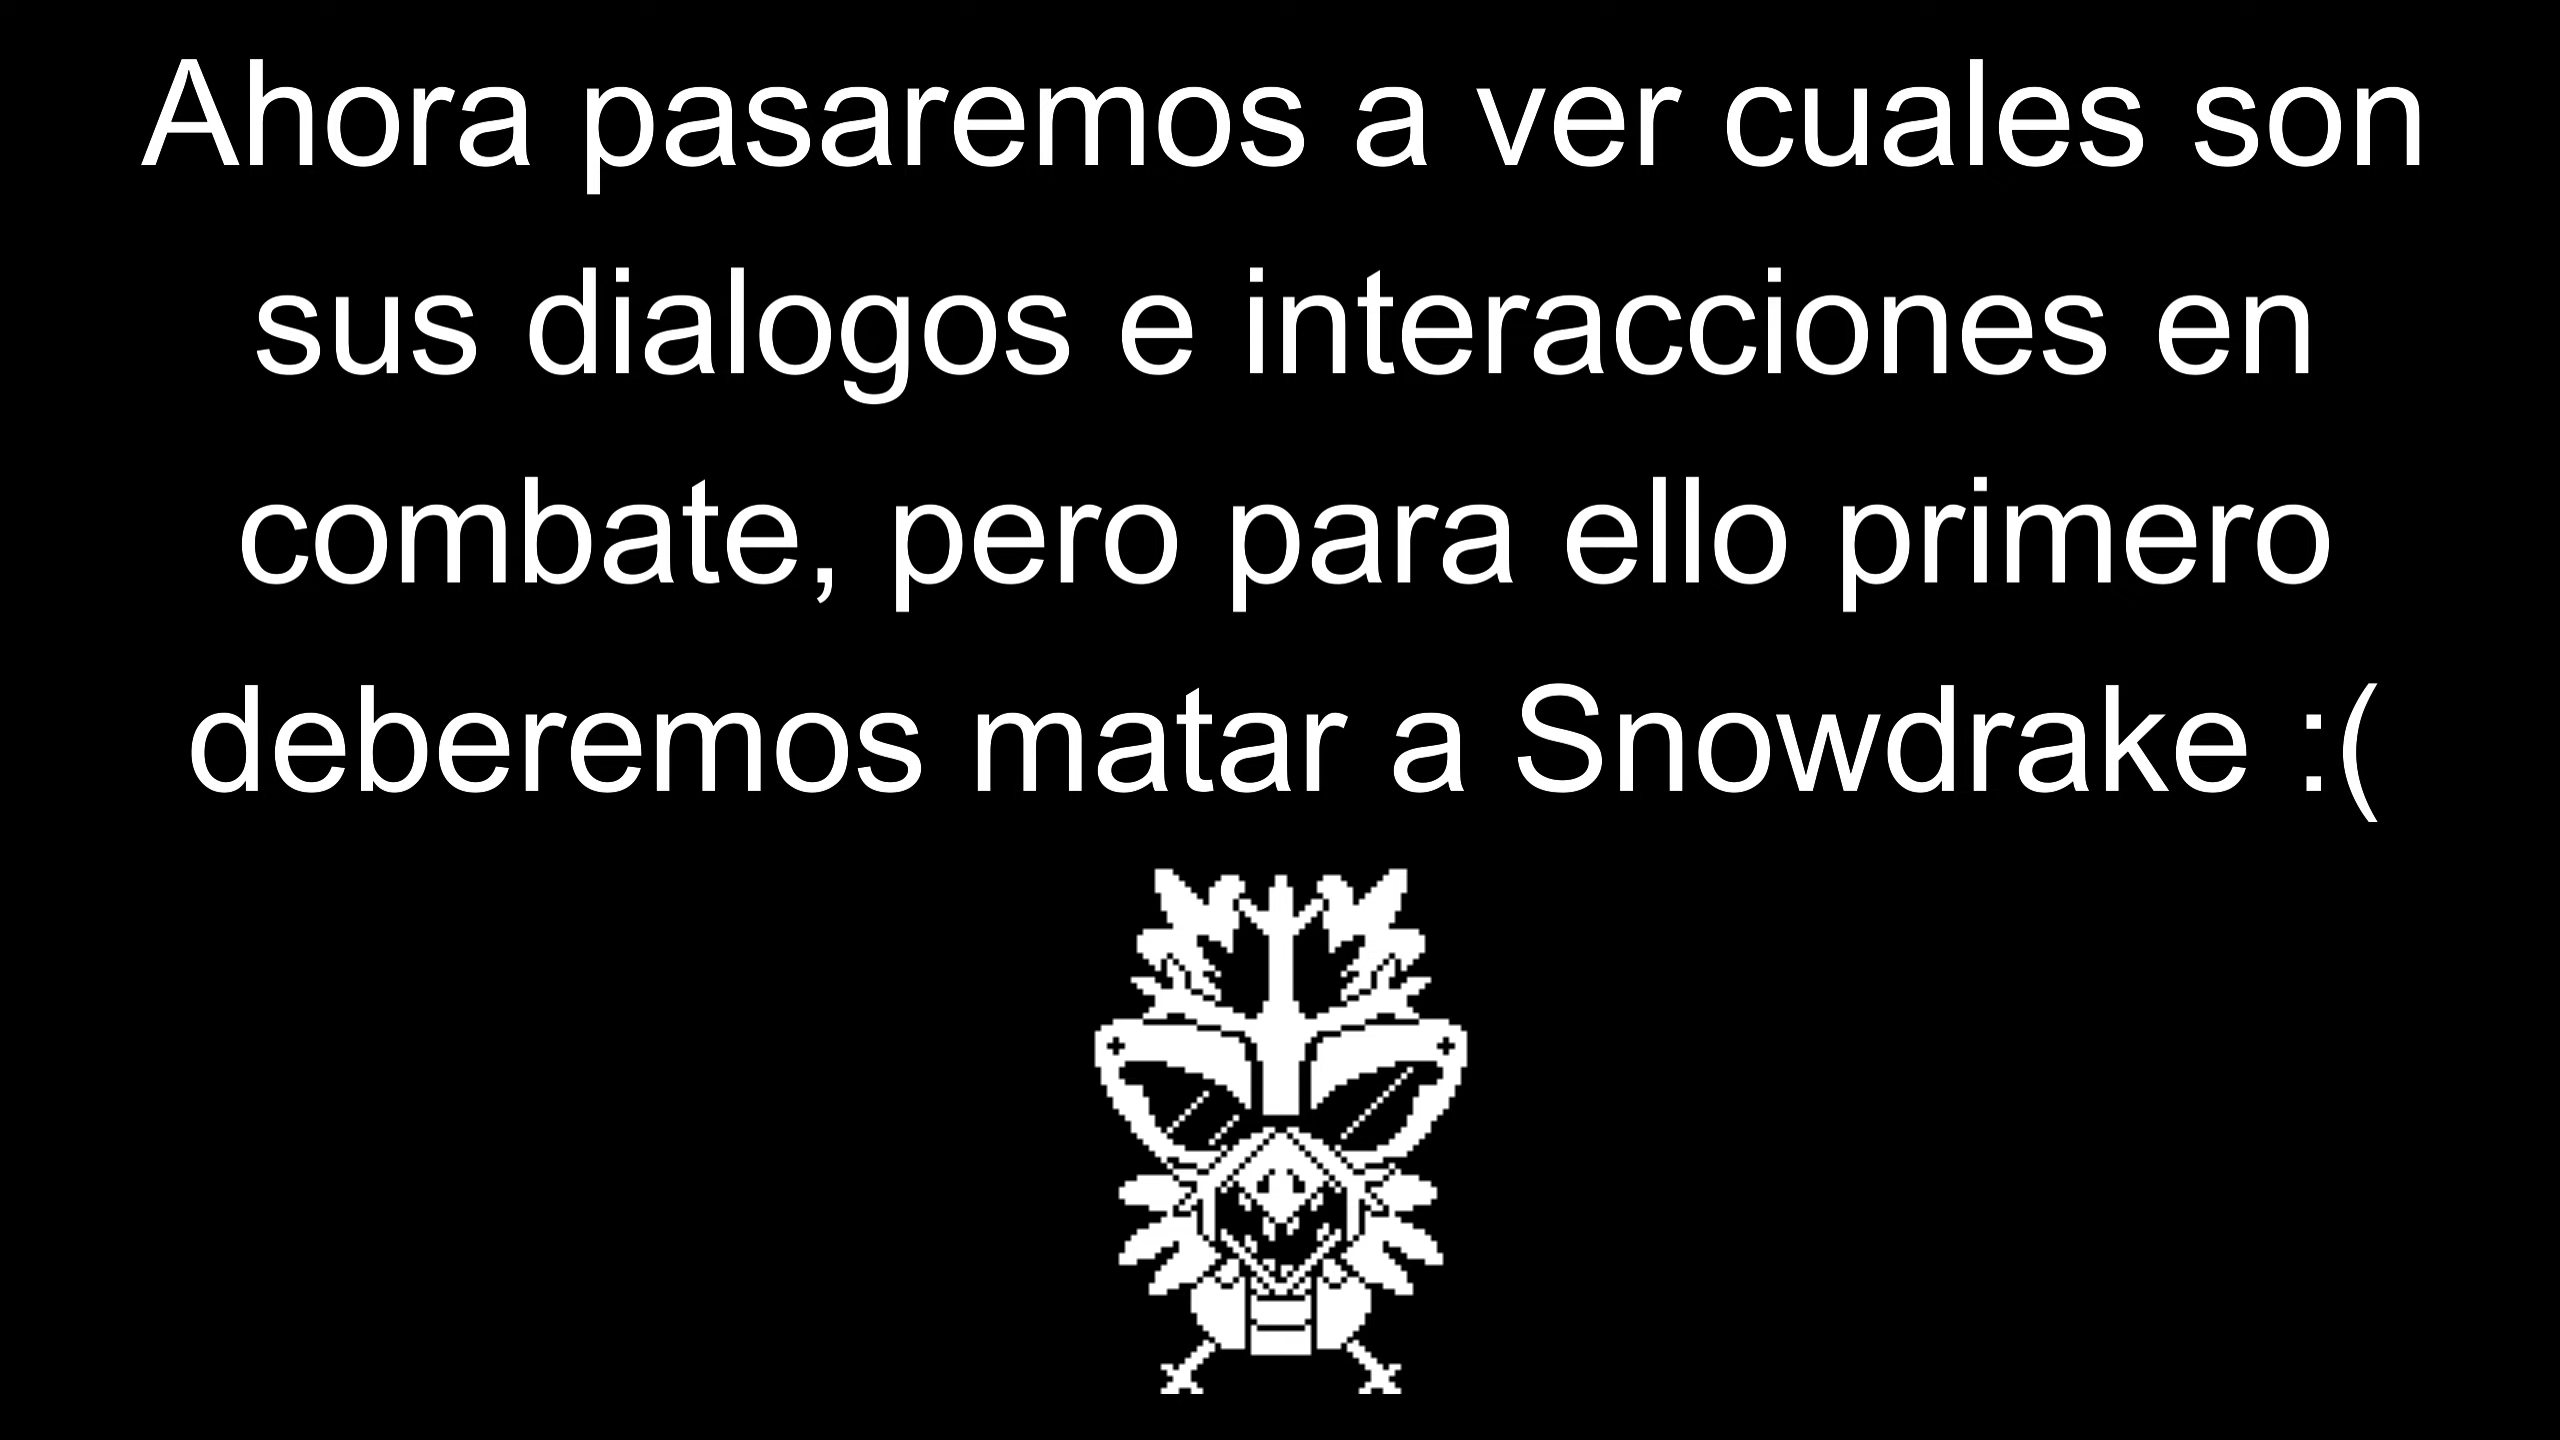 Ahora pasaremos a ver cuales son
sus dialogos e interacciones en
combate, pero para ello primero
deberemos matar a Snowdrake :(